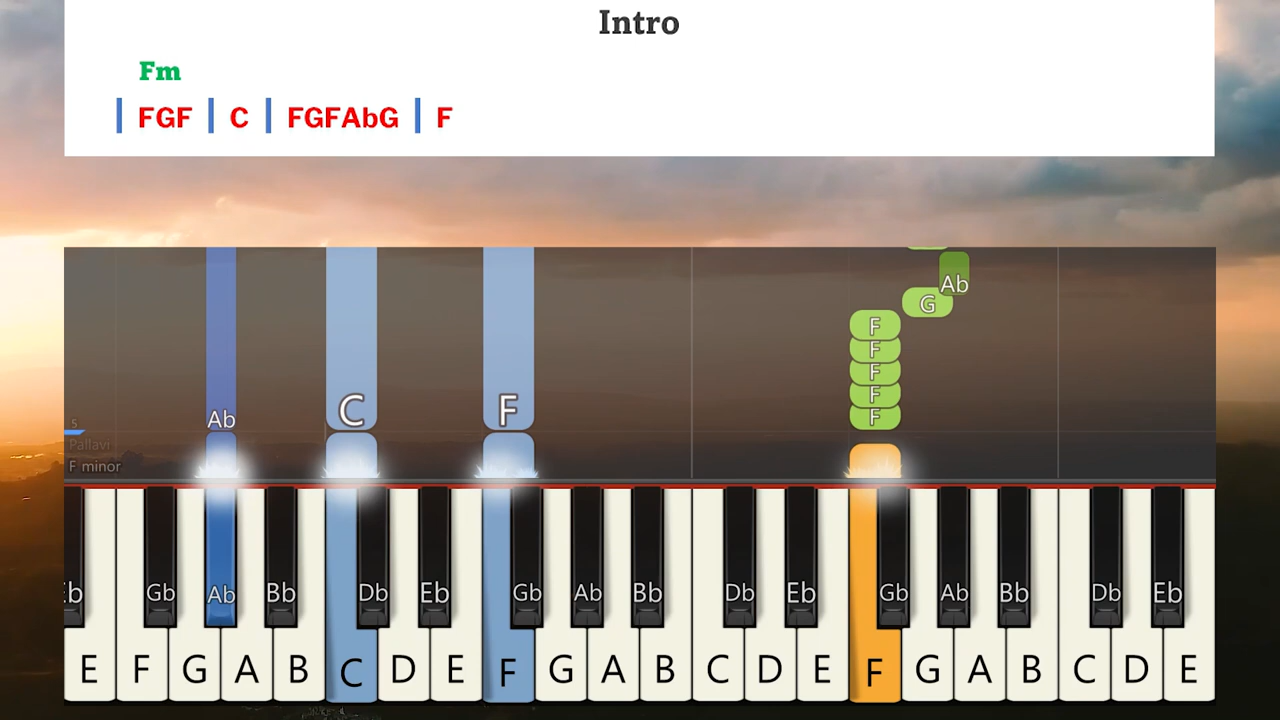 Intro
Fm
| FGF | C | FGFAbG | F
Ab
G
F
F
F
F
F
Ab C F
5
Pallavi
F minor
Gb Ab Bb Db Eb Gb Ab Bb Db Eb Gb Ab Bb Db Eb
E F G A B C D E F G A B C D E F G A B C D E